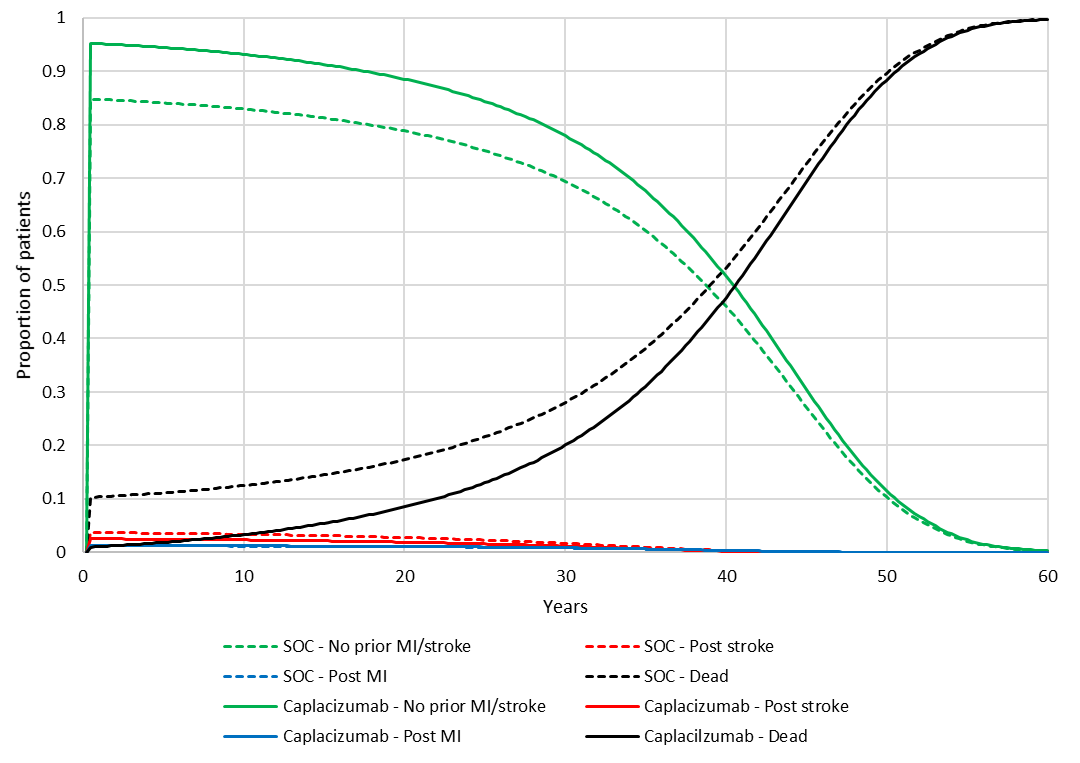 1
0.9
0.8
0.7
0.6
0.5
0.4
0.3
0.2
0.1
0
Proportion of patients
0 10 20 30 40 50 60
Years
SOC - No prior MI/stroke SOC - Post stroke
SOC - Post MI SOC - Dead
Caplacizumab - No prior MI/stroke Caplacizumab - Post stroke
Caplacizumab - Post MI Caplacilzumab - Dead